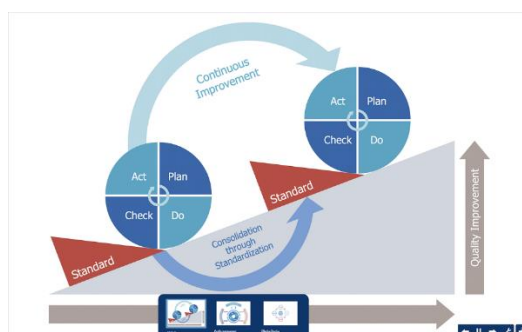 Continuous
Improvement
Act
Plan
Check
Do
Standard
Act
Plan
Check
Do
Standard
Consolidation
through
Standardization
Quality Improvement